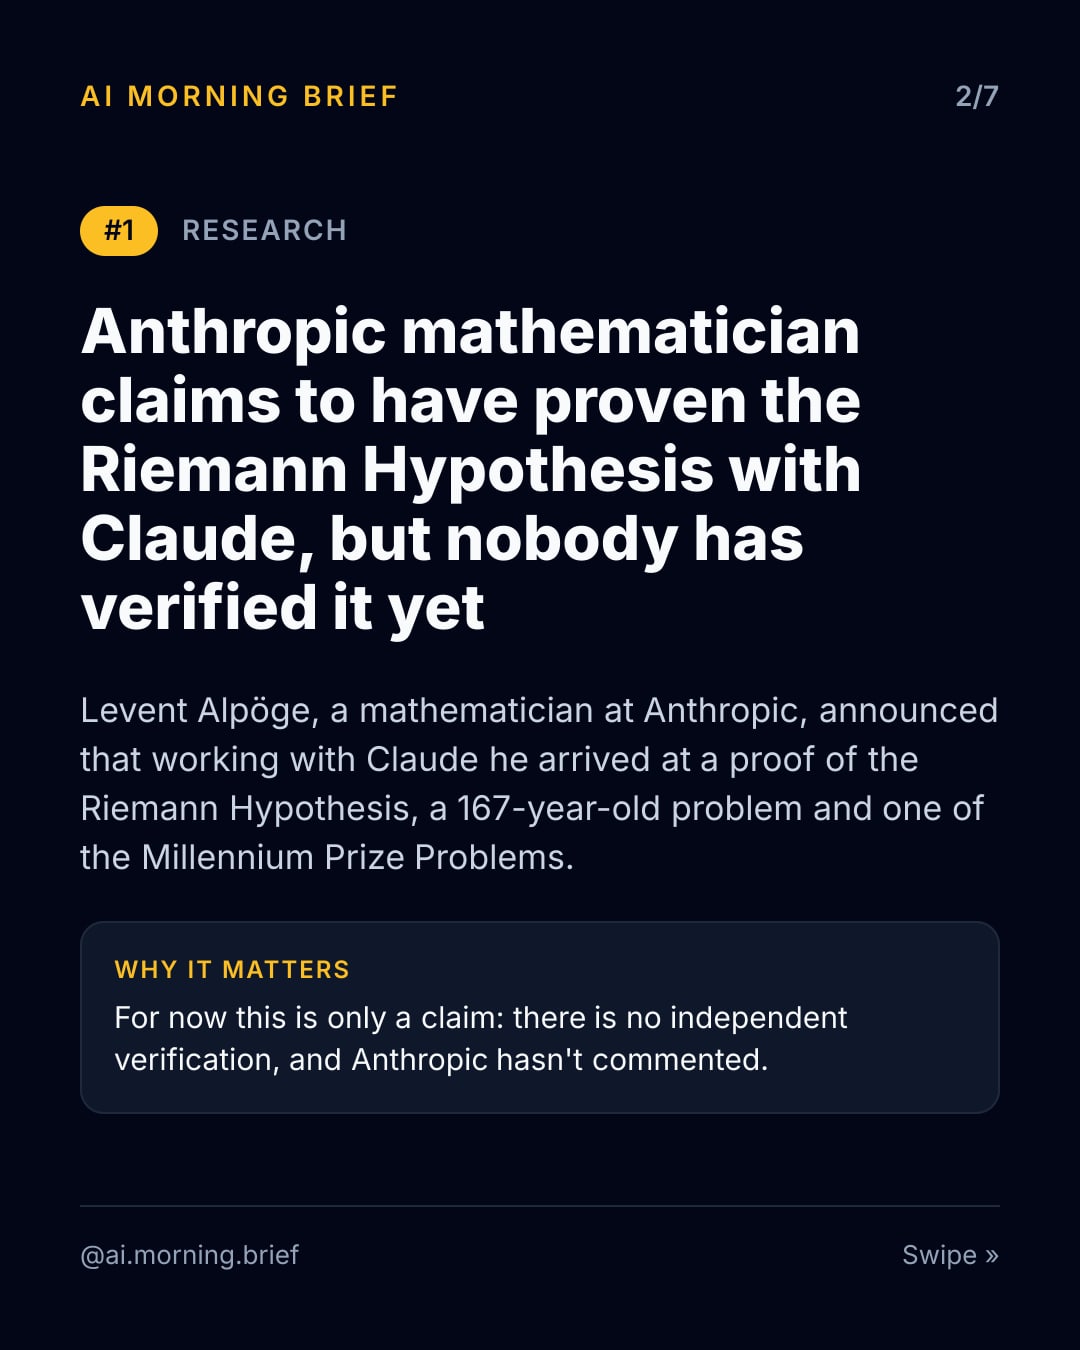 AI MORNING BRIEF
2/7
#1 RESEARCH
Anthropic mathematician
claims to have proven the
Riemann Hypothesis with
Claude, but nobody has
verified it yet
Levent Alpöge, a mathematician at Anthropic, announced
that working with Claude he arrived at a proof of the
Riemann Hypothesis, a 167-year-old problem and one of
the Millennium Prize Problems.
WHY IT MATTERS
For now this is only a claim: there is no independent
verification, and Anthropic hasn't commented.
@ai.morning.brief
Swipe »